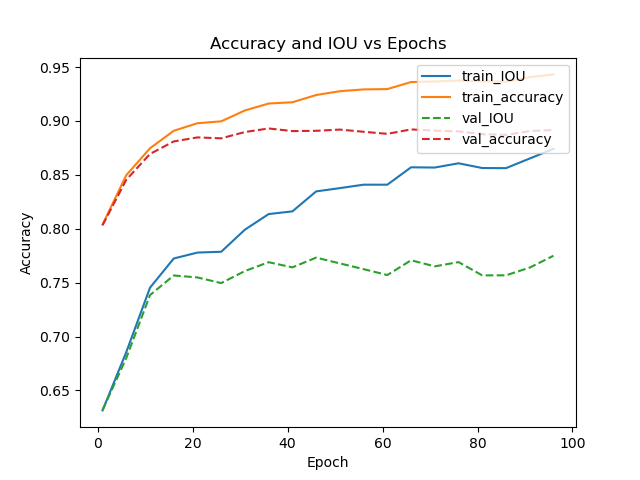 Accuracy and IOU vs Epochs
0.95
0.90
0.85
0.80
0.75
0.70
0.65
Accuracy
train_IOU
train_accuracy
val_IOU
val_accuracy
0 20 40 60 80 100
Epoch